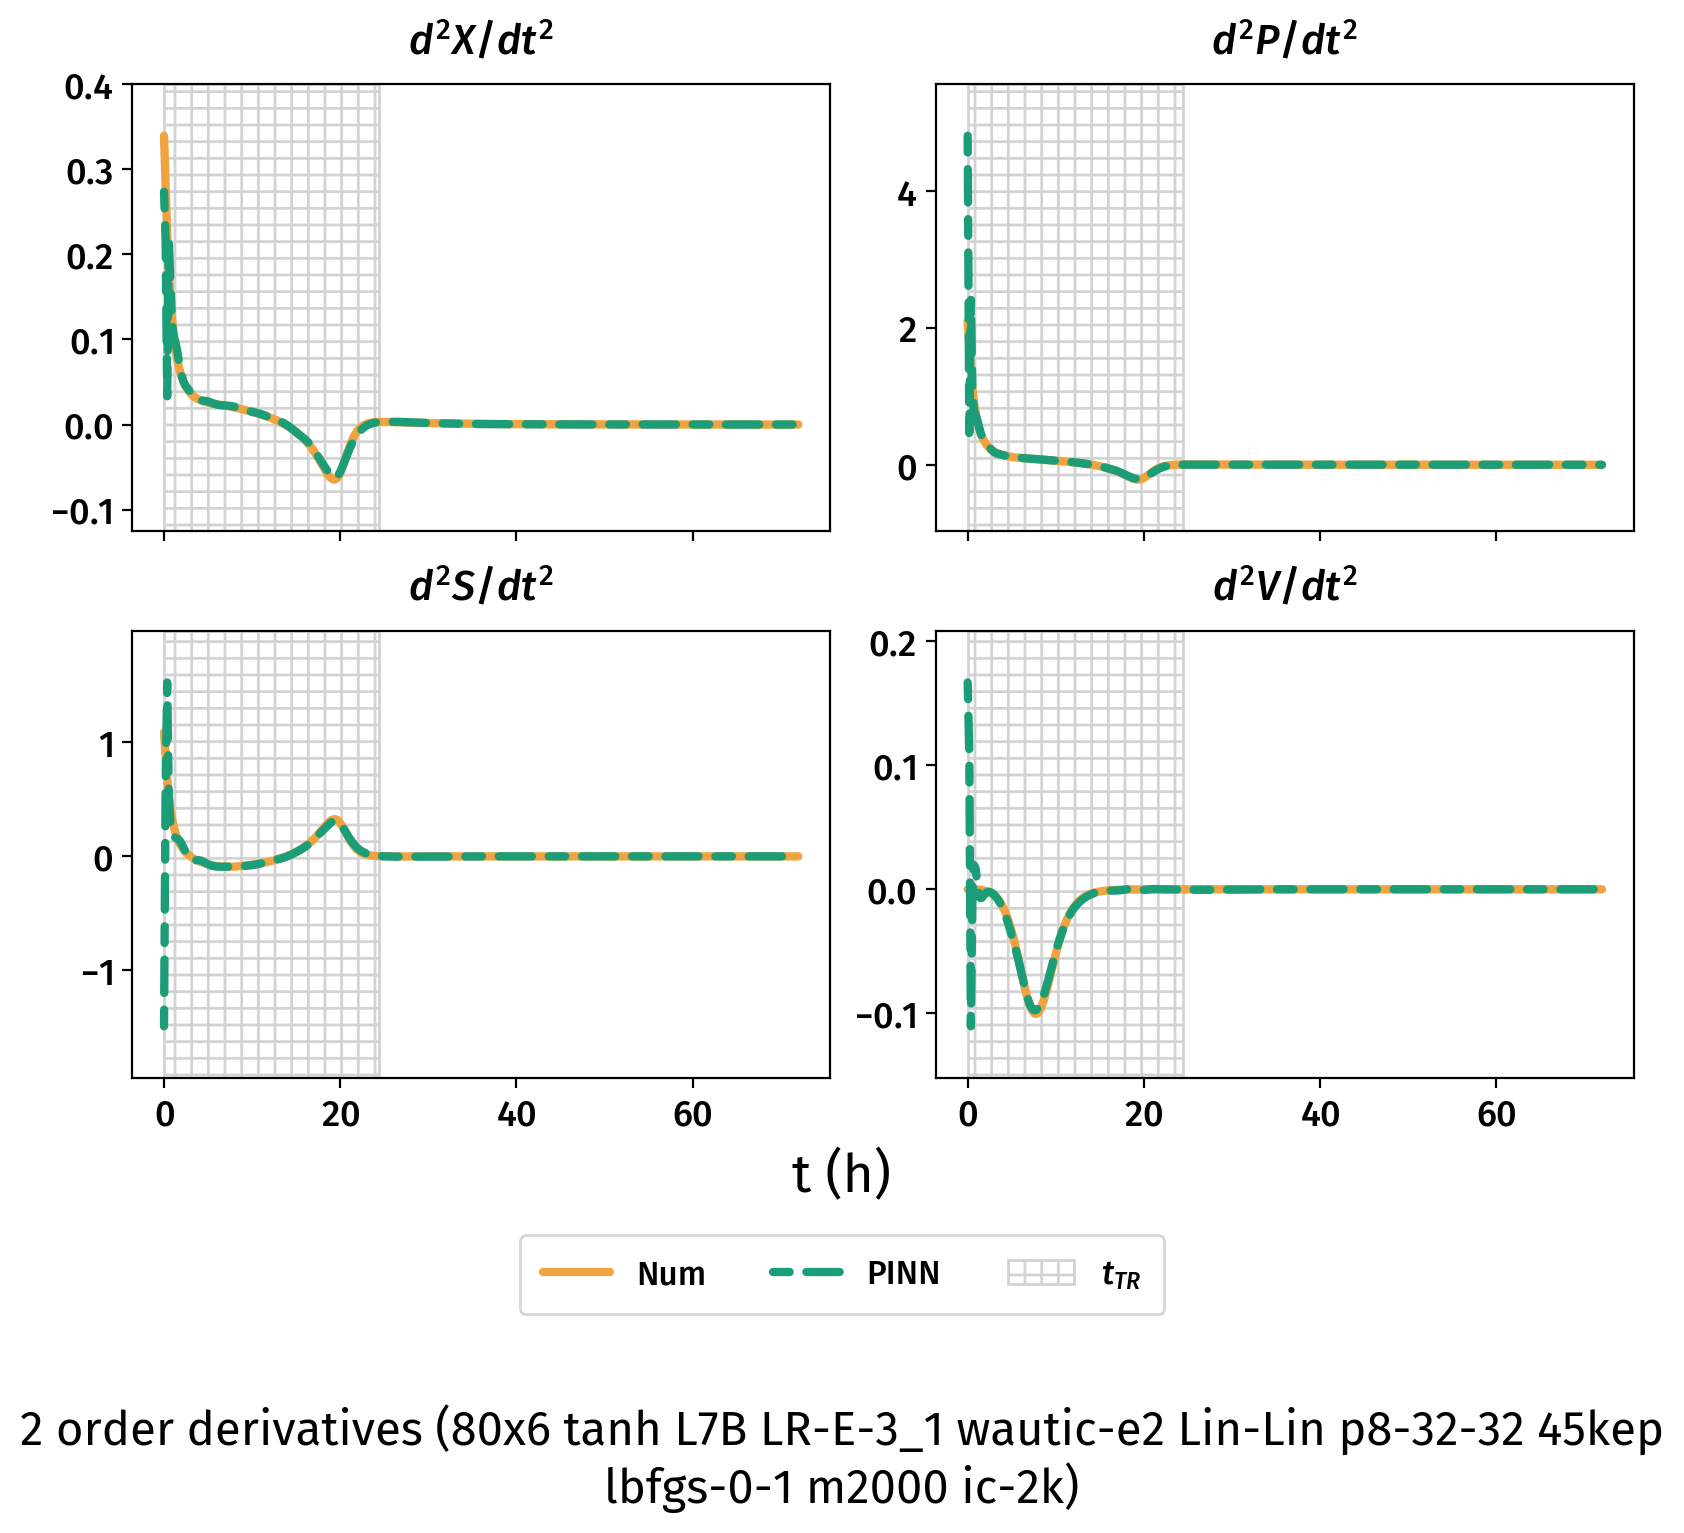 d²X/dt²
0.4
0.3
0.2
0.1
0.0
−0.1
d²P/dt²
4
2
0
d²S/dt²
1
0
−1
0
20
40
60
d²V/dt²
0.2
0.1
0.0
−0.1
0
20
40
60
t (h)
Num
PINN
t_TR
2 order derivatives (80x6 tanh L7B LR-E-3_1 wautic-e2 Lin-Lin p8-32-32 45kep
lbfgs-0-1 m2000 ic-2k)